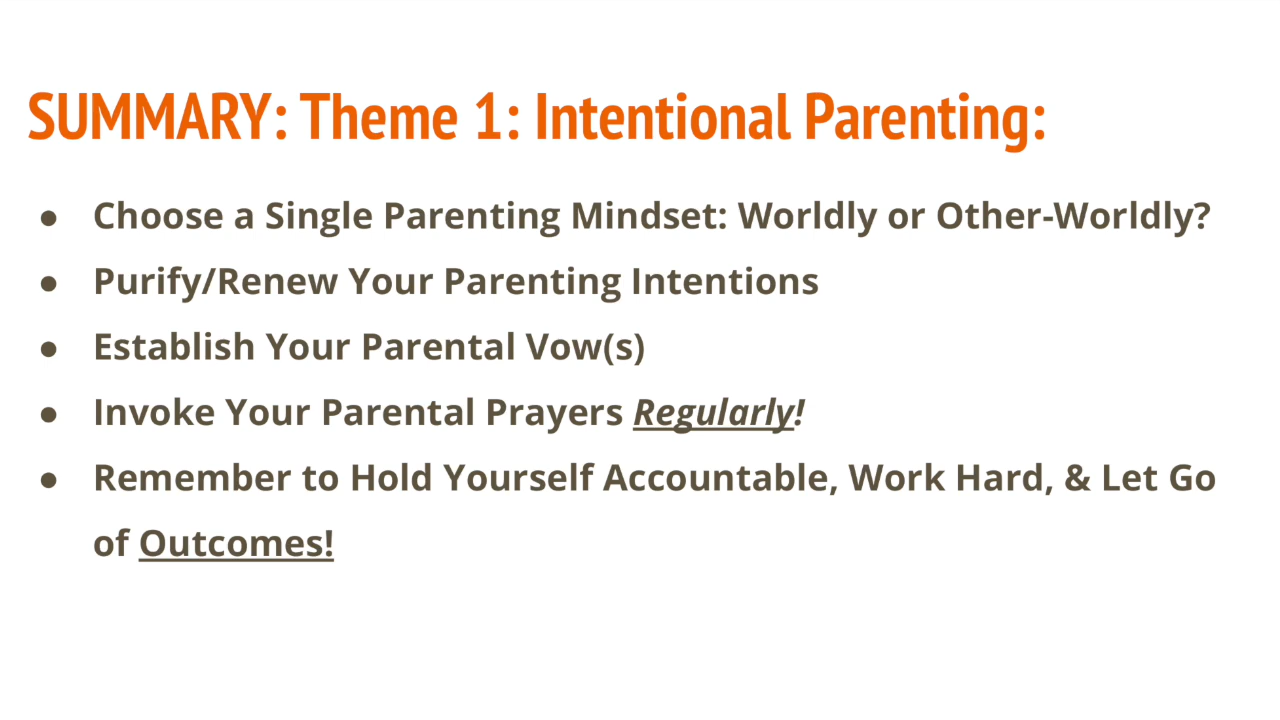 SUMMARY: Theme 1: Intentional Parenting:
● Choose a Single Parenting Mindset: Worldly or Other-Worldly?
● Purify/Renew Your Parenting Intentions
● Establish Your Parental Vow(s)
● Invoke Your Parental Prayers Regularly!
● Remember to Hold Yourself Accountable, Work Hard, & Let Go
of Outcomes!